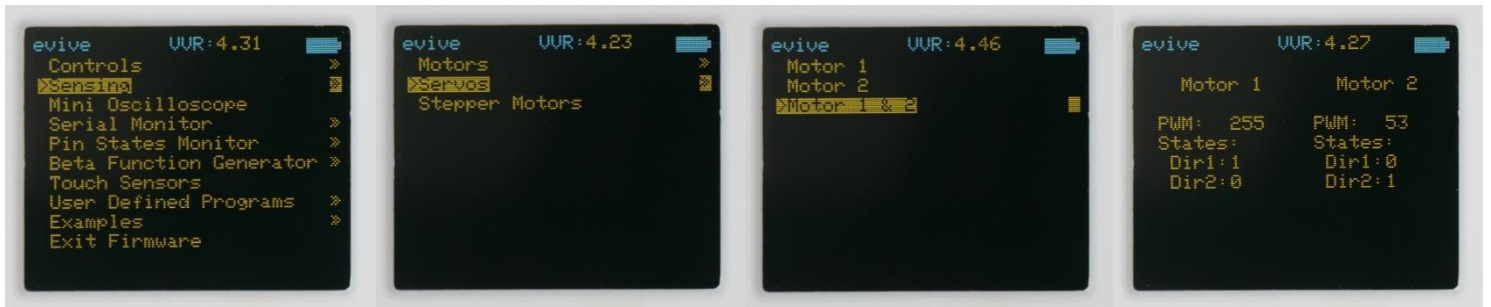 evive VVR:4.31
Controls »
>Sensing »
Mini Oscilloscope
Serial Monitor »
Pin States Monitor »
Beta Function Generator »
Touch Sensors
User Defined Programs »
Examples »
Exit Firmware
evive VVR:4.23
Motors »
>Servos »
Stepper Motors
evive VVR:4.46
Motor 1
Motor 2
>Motor 1 & 2
evive VVR:4.27
Motor 1 Motor 2
PWM: 255 PWM: 53
States: States:
Dir1:1 Dir1:0
Dir2:0 Dir2:1